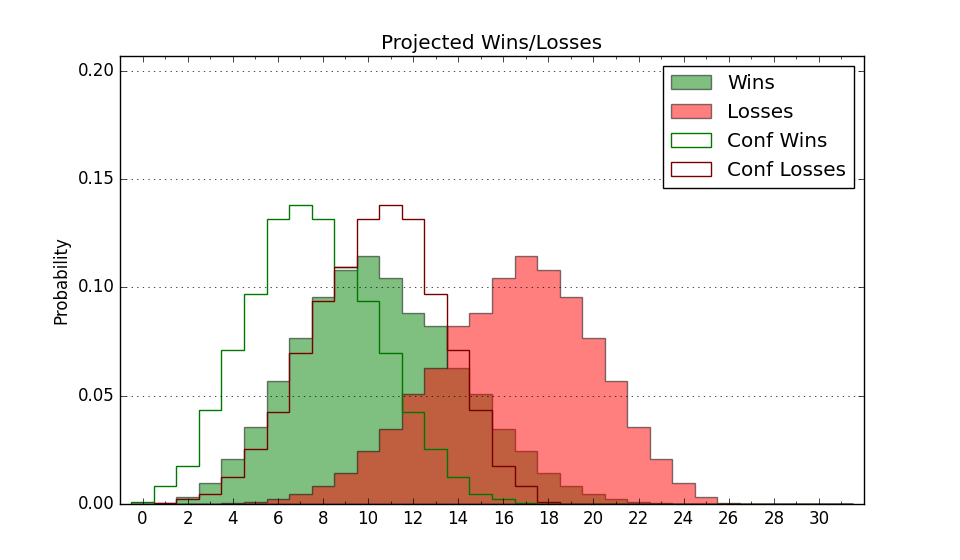 Projected Wins/Losses
Wins
Losses
Conf Wins
Conf Losses
Probability
0.20
0.15
0.10
0.05
0.00
0 2 4 6 8 10 12 14 16 18 20 22 24 26 28 30